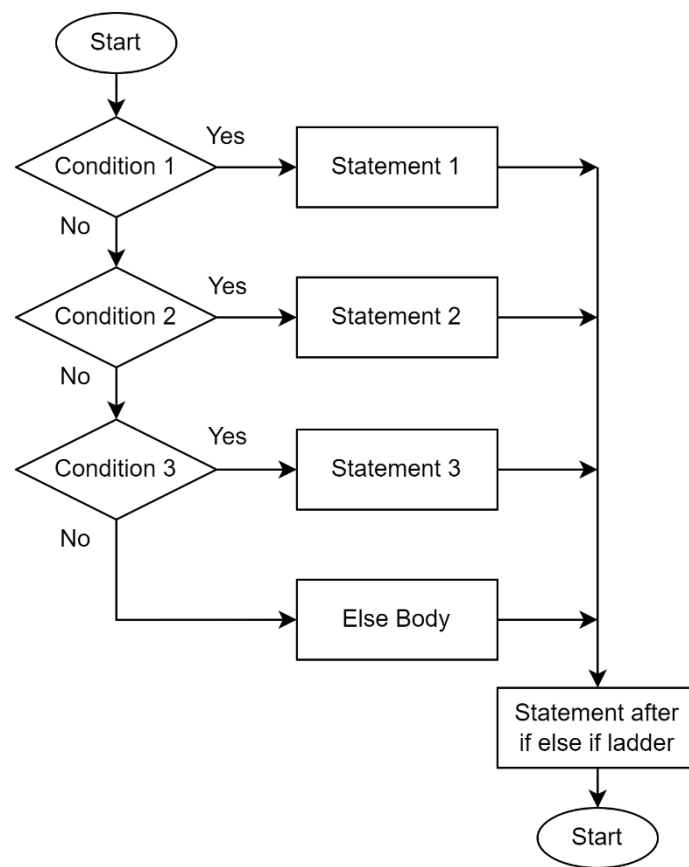 Start
Condition 1
Yes
Statement 1
No
Condition 2
Yes
Statement 2
No
Condition 3
Yes
Statement 3
No
Else Body
Statement after
if else if ladder
Start